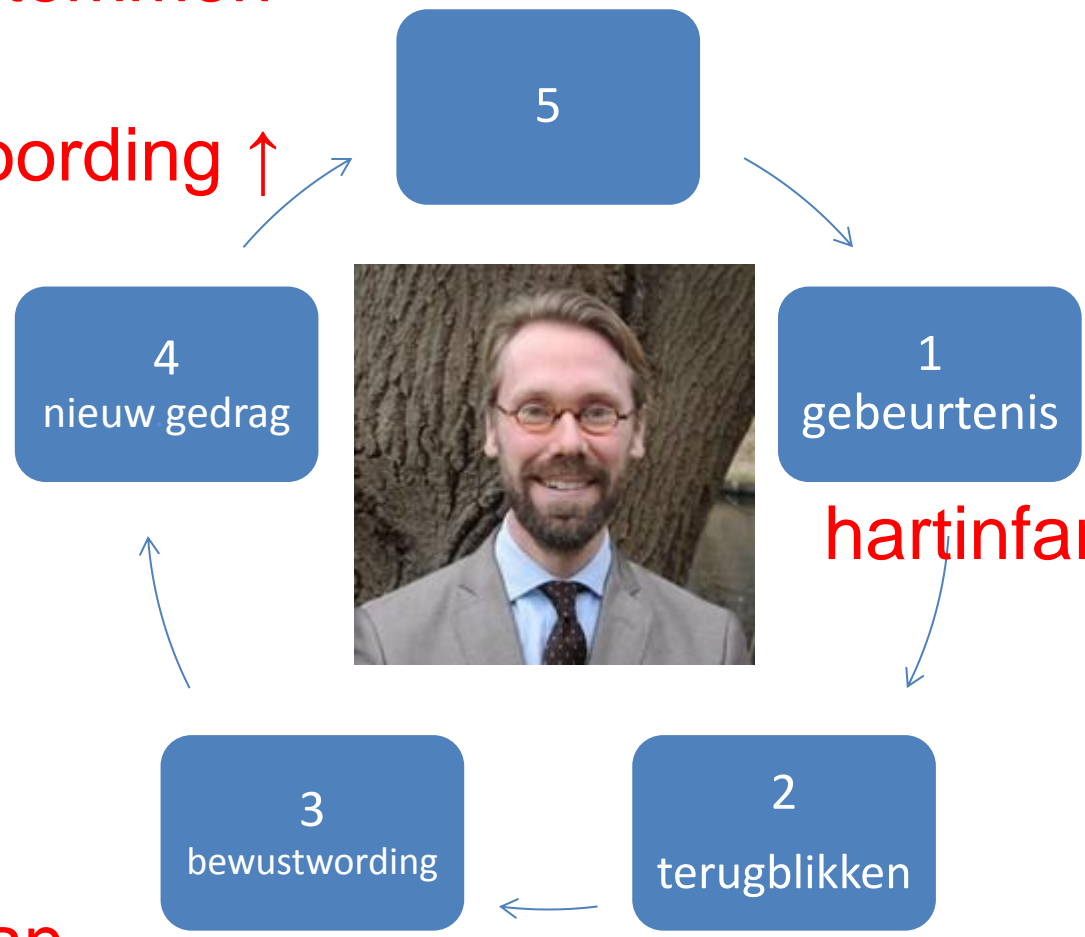 5
ording ↑
4
nieuw gedrag
1
gebeurtenis
hartinfar
3
bewustwording
2
terugblikken